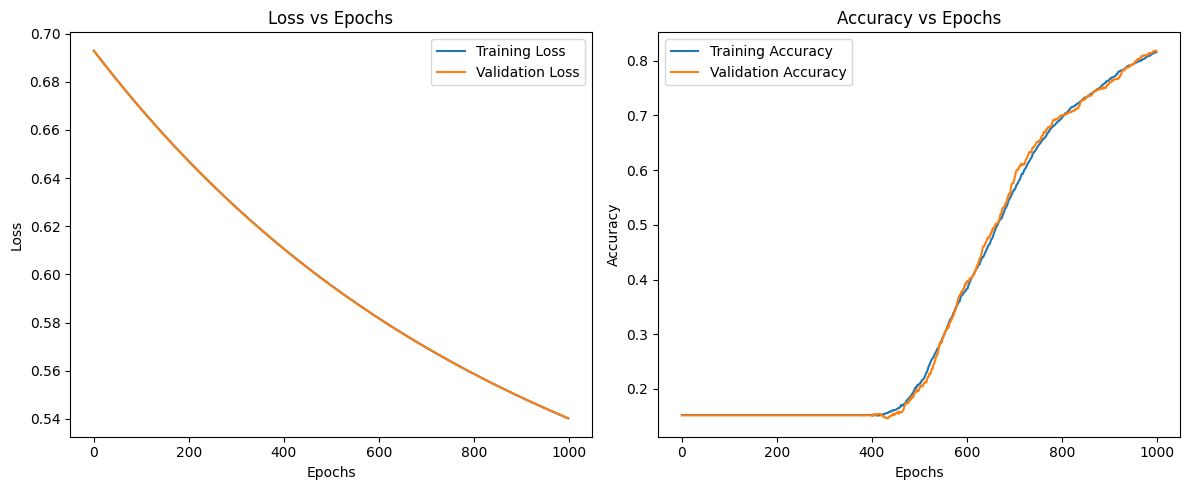 Loss vs Epochs
0.70
0.68
0.66
0.64
0.62
0.60
0.58
0.56
0.54
Loss
0
200
400
600
800
1000
Epochs
Training Loss
Validation Loss
Accuracy vs Epochs
0.8
0.7
0.6
0.5
0.4
0.3
0.2
Accuracy
0
200
400
600
800
1000
Epochs
Training Accuracy
Validation Accuracy